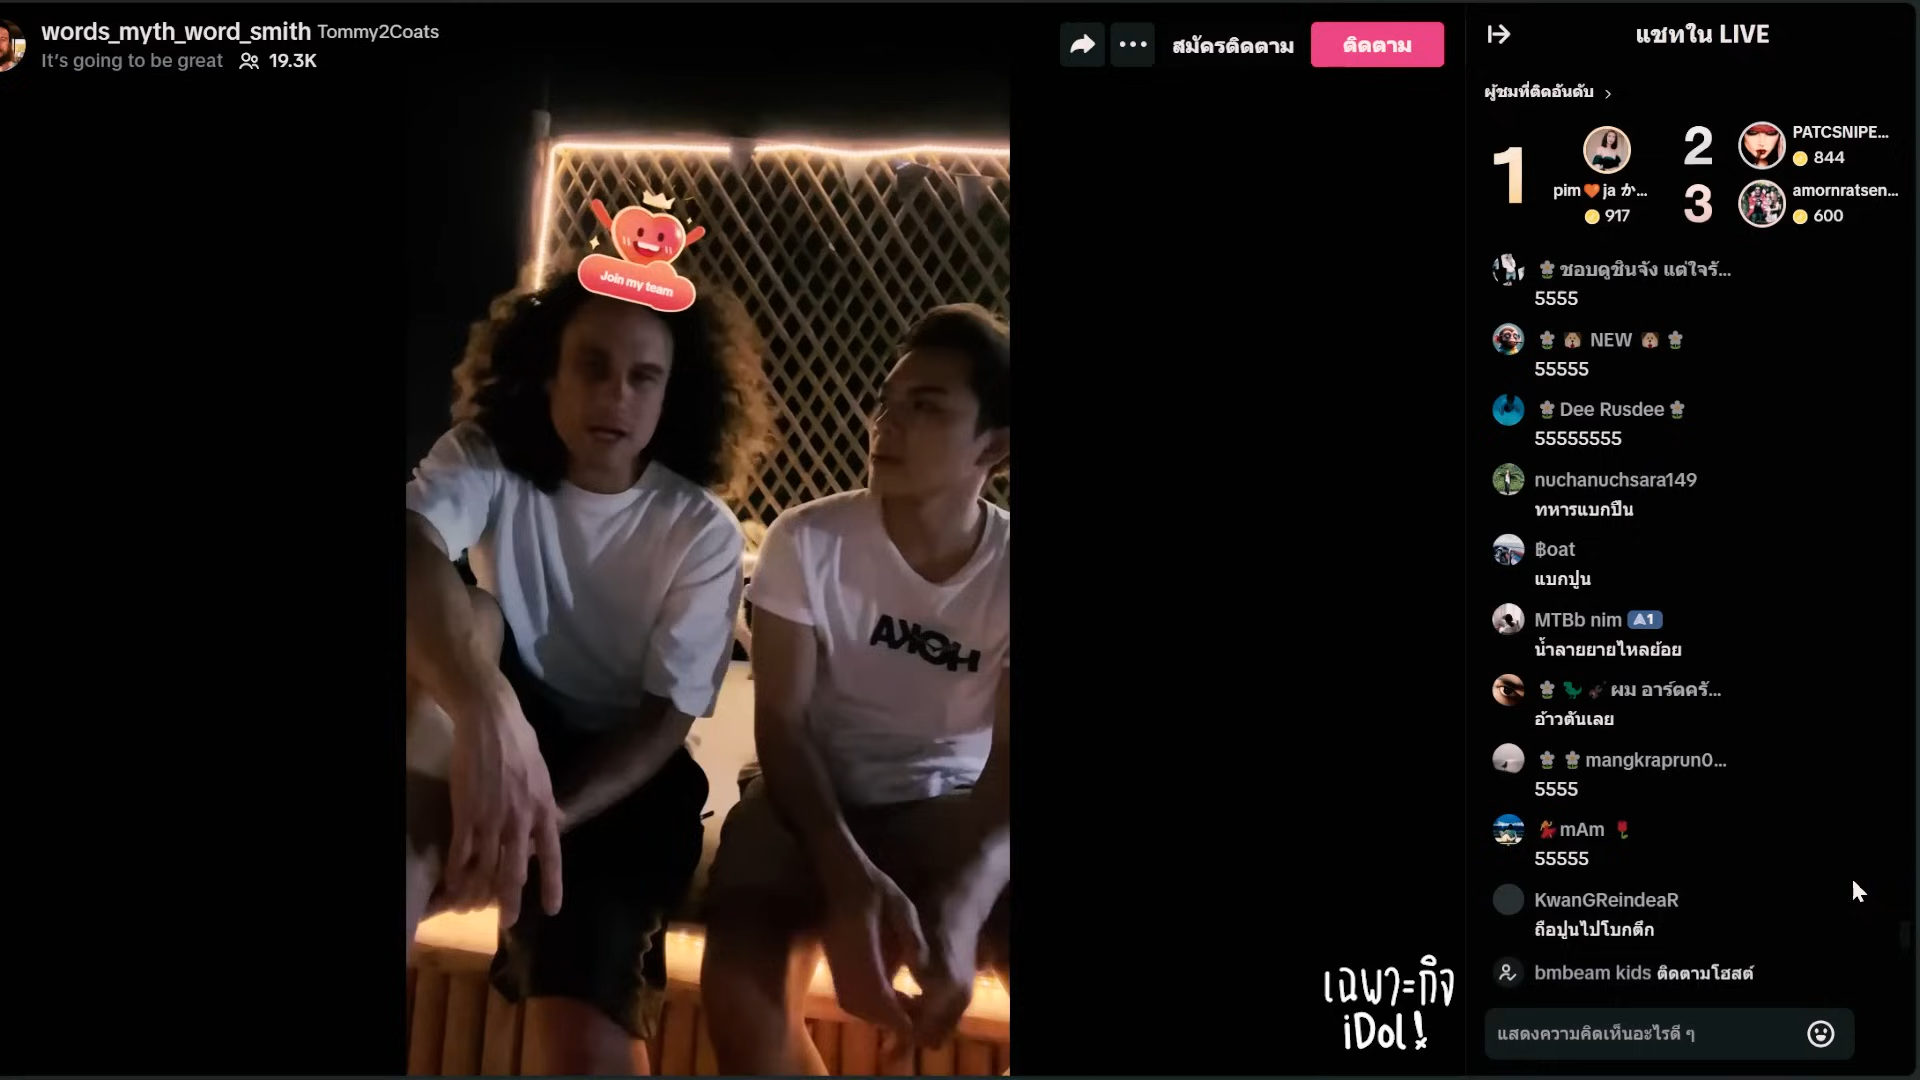 words_myth_word_smith Tommy2Coats
It's going to be great 19.3K
สมัครติดตาม
ติดตาม
แชทใน LIVE
ผู้ชมที่ติดอันดับ
1
pim ja か...
917
2
PATCSNIPE...
844
3
amornratsen...
600
Join my team
HOKA
ชอบดูซินจัง แต่ใจร้...
5555
NEW
55555
Dee Rusdee
55555555
nuchanuchsara149
ทหารแบกปืน
฿oat
แบกปูน
MTBb nim A1
น้ำลายยายไหลย้อย
ผม อาร์ตครั...
อ้าวตันเลย
mangkraprun0...
5555
mAm
55555
KwanGReindeaR
ถือปูนไปโบกตึก
bmbeam kids ติดตามโฮสต์
แสดงความคิดเห็นอะไรดี ๆ
เฉพาะกิจ
iDol!